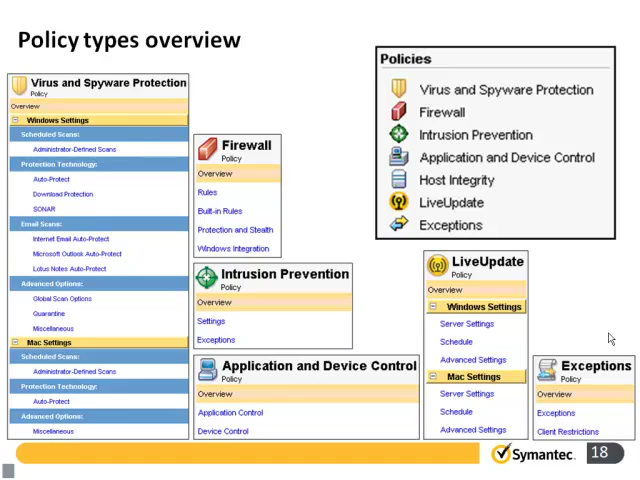 Policy types overview
Virus and Spyware Protection
Policy
Overview
Windows Settings
Scheduled Scans:
Administrator-Defined Scans
Protection Technology:
Auto-Protect
Download Protection
SONAR
Email Scans:
Internet Email Auto-Protect
Microsoft Outlook Auto-Protect
Lotus Notes Auto-Protect
Advanced Options:
Global Scan Options
Quarantine
Miscellaneous
Mac Settings
Scheduled Scans:
Administrator-Defined Scans
Protection Technology:
Auto-Protect
Advanced Options:
Miscellaneous
Firewall
Policy
Overview
Rules
Built-in Rules
Protection and Stealth
Windows Integration
Intrusion Prevention
Policy
Overview
Settings
Exceptions
Application and Device Control
Policy
Overview
Application Control
Device Control
Policies
Virus and Spyware Protection
Firewall
Intrusion Prevention
Application and Device Control
Host Integrity
LiveUpdate
Exceptions
LiveUpdate
Policy
Overview
Windows Settings
Server Settings
Schedule
Advanced Settings
Mac Settings
Server Settings
Schedule
Advanced Settings
Exceptions
Policy
Overview
Exceptions
Client Restrictions
Symantec.
18